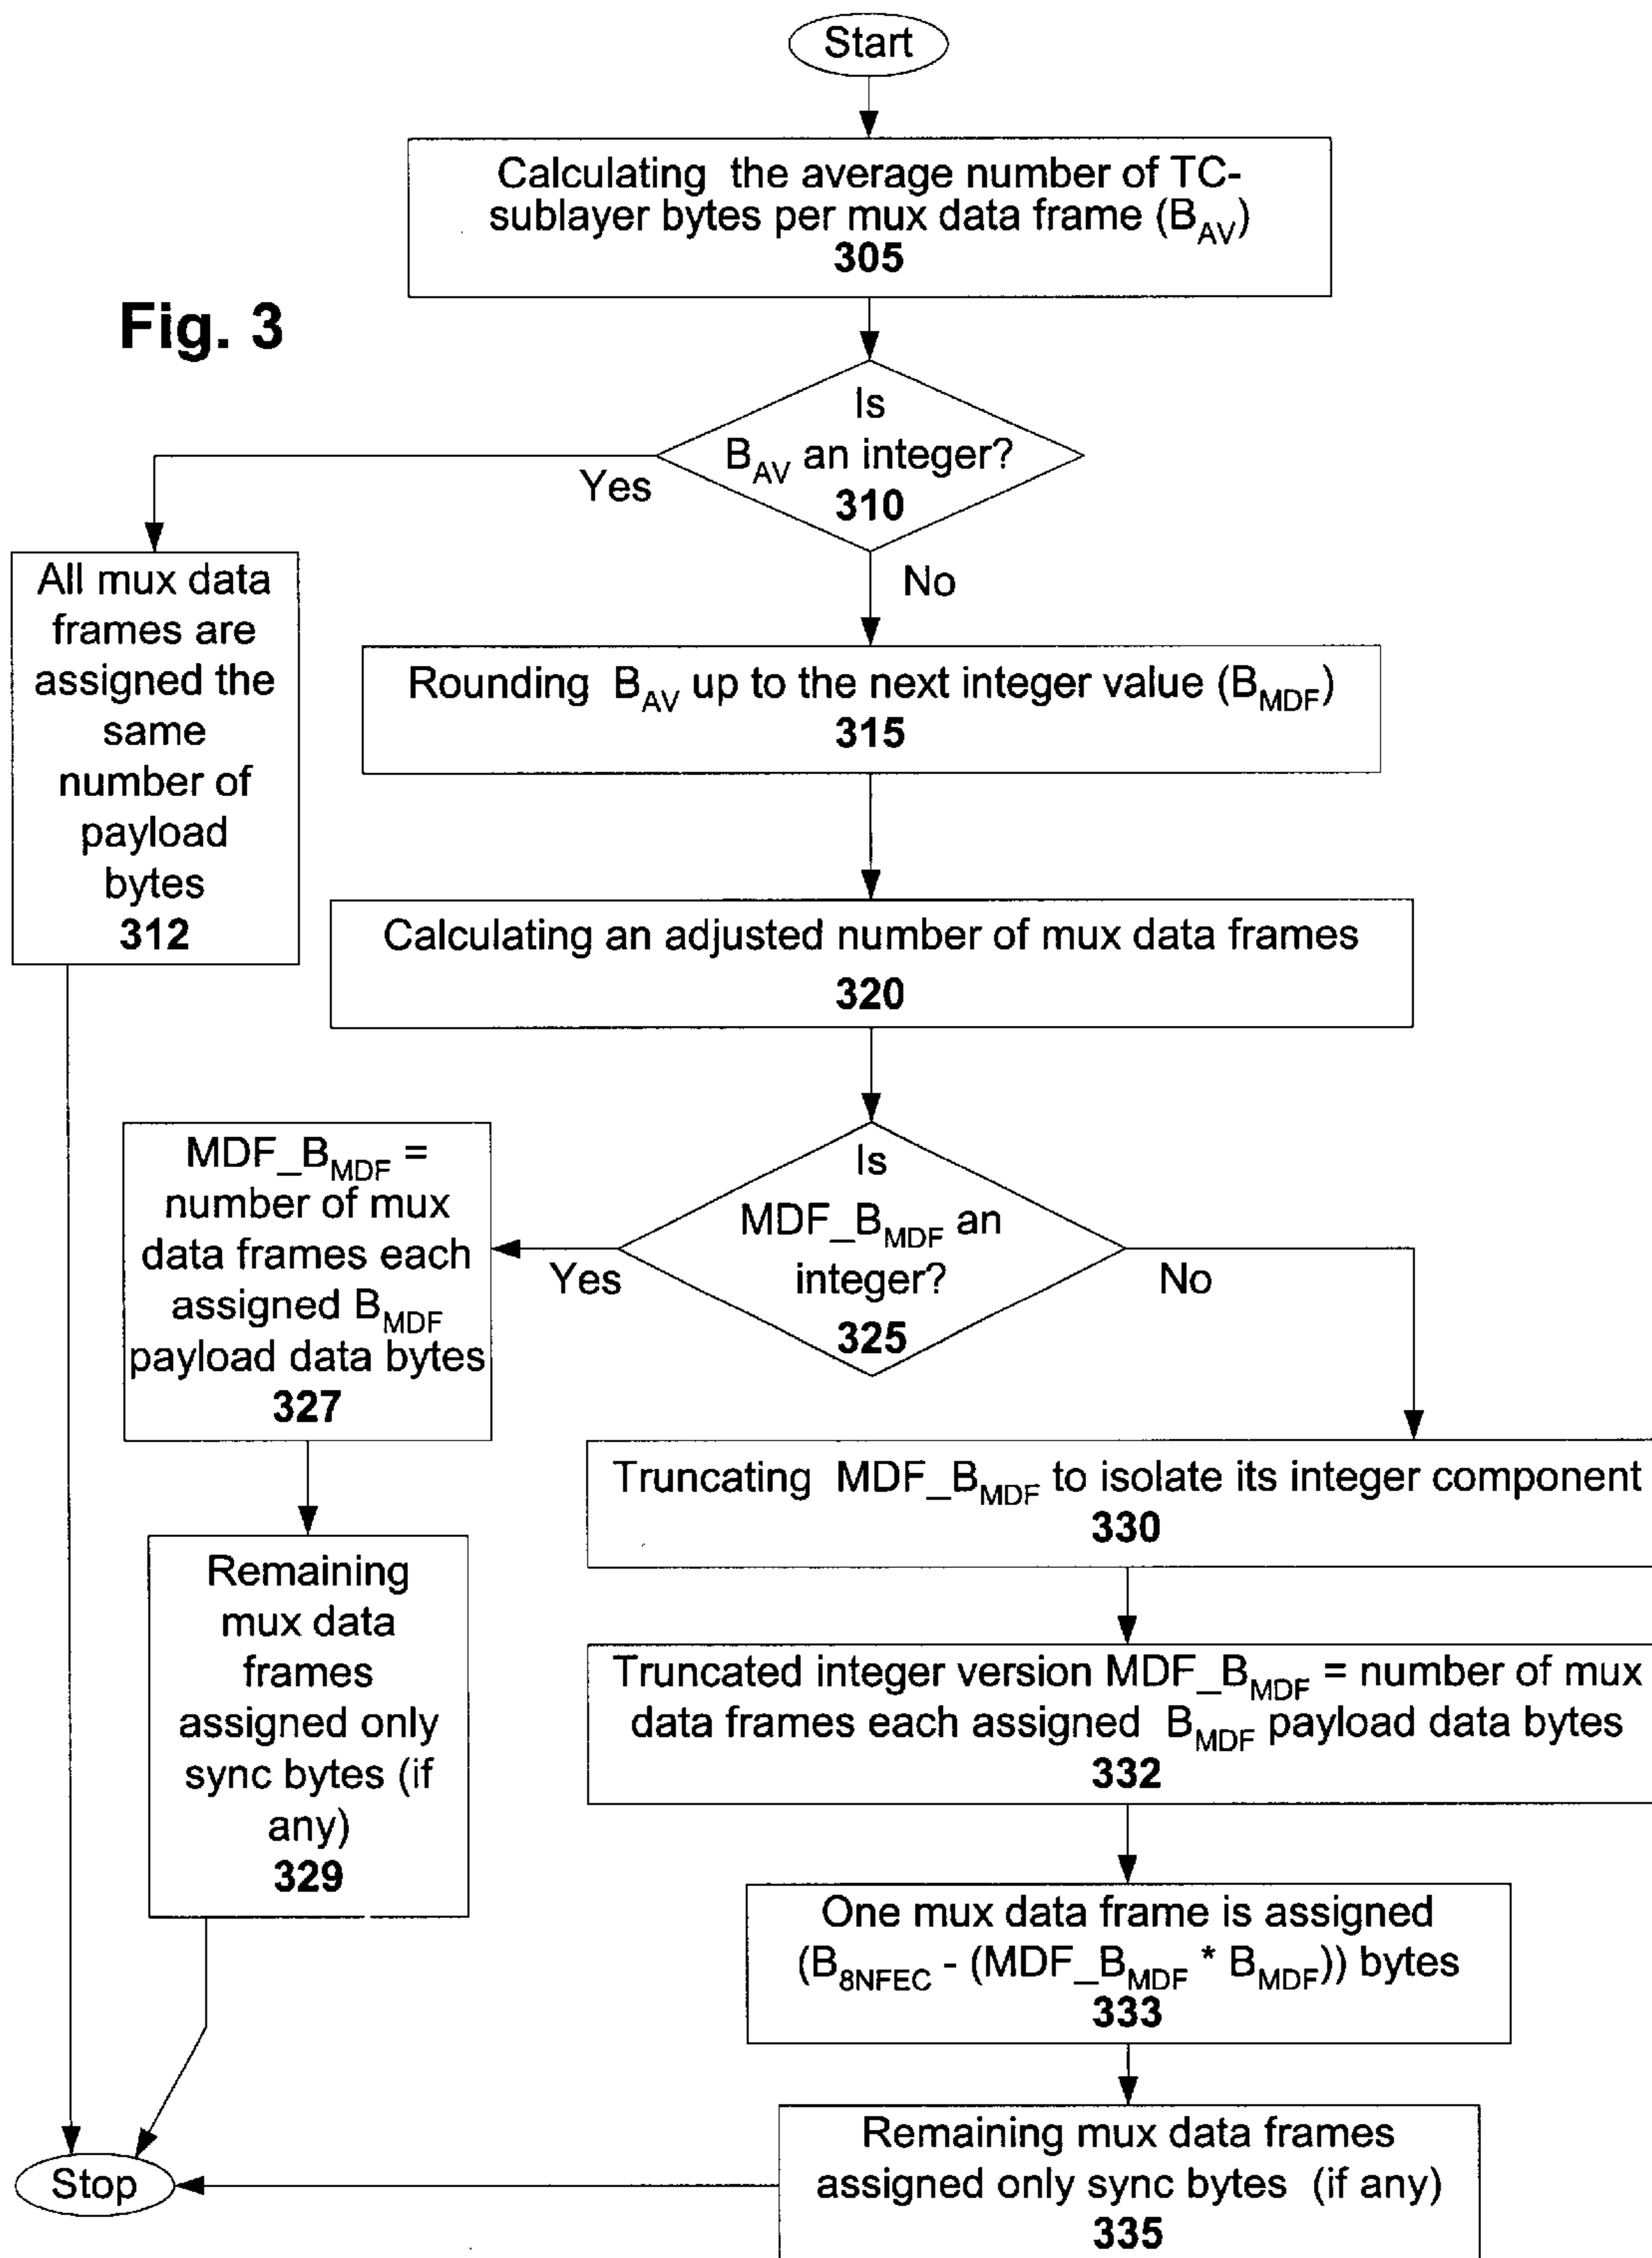 Start
Calculating the average number of TC-
sublayer bytes per mux data frame (B_AV)
305
Fig. 3
Is
B_AV an integer?
310
Yes
No
All mux data
frames are
assigned the
same
number of
payload
bytes
312
Rounding B_AV up to the next integer value (B_MDF)
315
Calculating an adjusted number of mux data frames
320
Is
MDF_B_MDF an
integer?
325
Yes
No
MDF_B_MDF =
number of mux
data frames each
assigned B_MDF
payload data bytes
327
Remaining
mux data
frames
assigned only
sync bytes (if
any)
329
Truncating MDF_B_MDF to isolate its integer component
330
Truncated integer version MDF_B_MDF = number of mux
data frames each assigned B_MDF payload data bytes
332
One mux data frame is assigned
(B_8NFEC - (MDF_B_MDF * B_MDF)) bytes
333
Remaining mux data frames
assigned only sync bytes (if any)
335
Stop